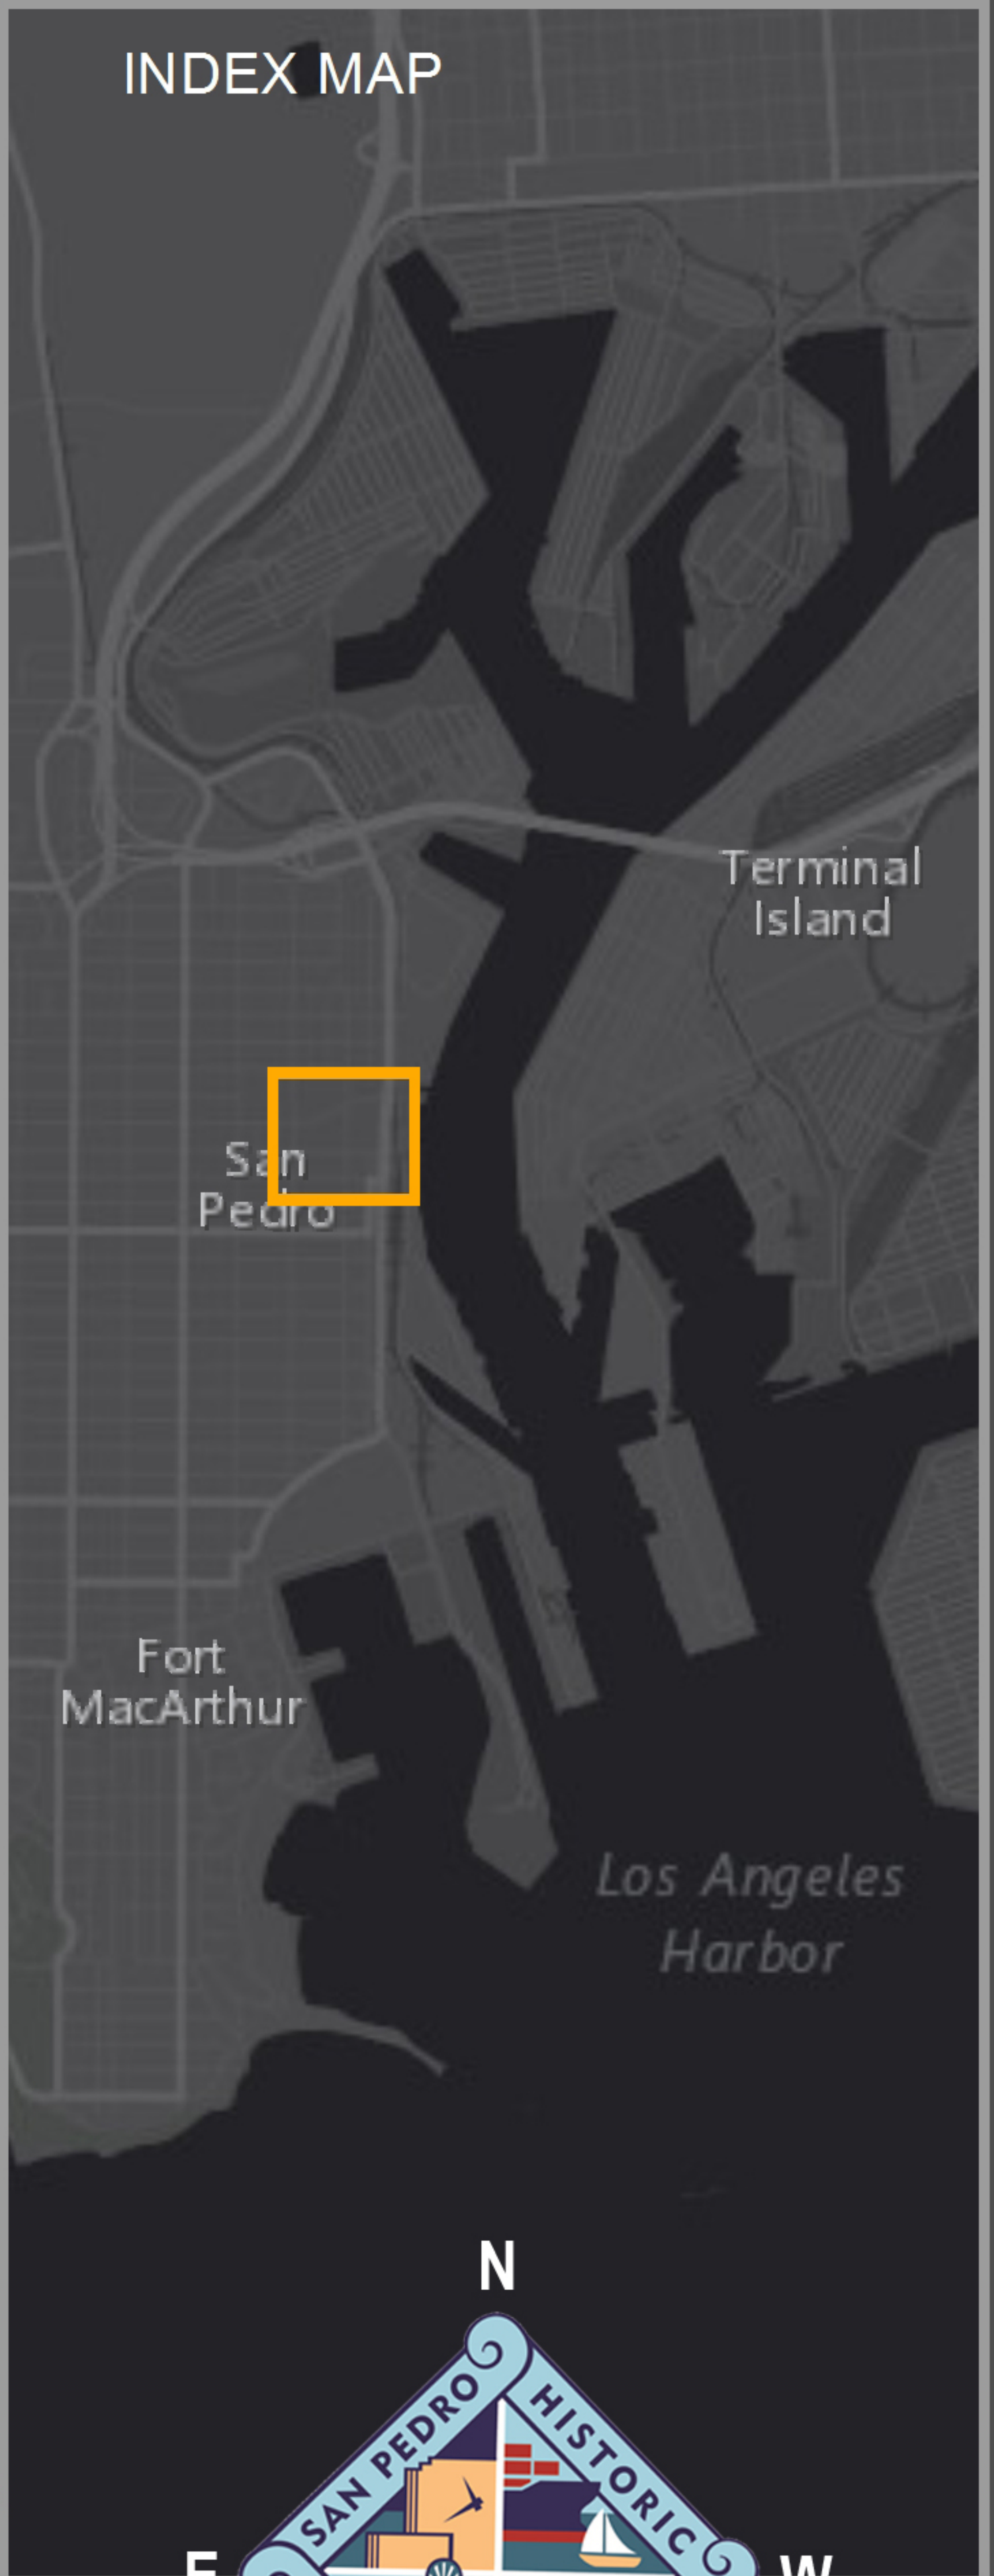 INDEX MAP
Terminal
Island
San
Pedro
Fort
MacArthur
Los Angeles
Harbor
N
SAN PEDRO
HISTORIC
E
W